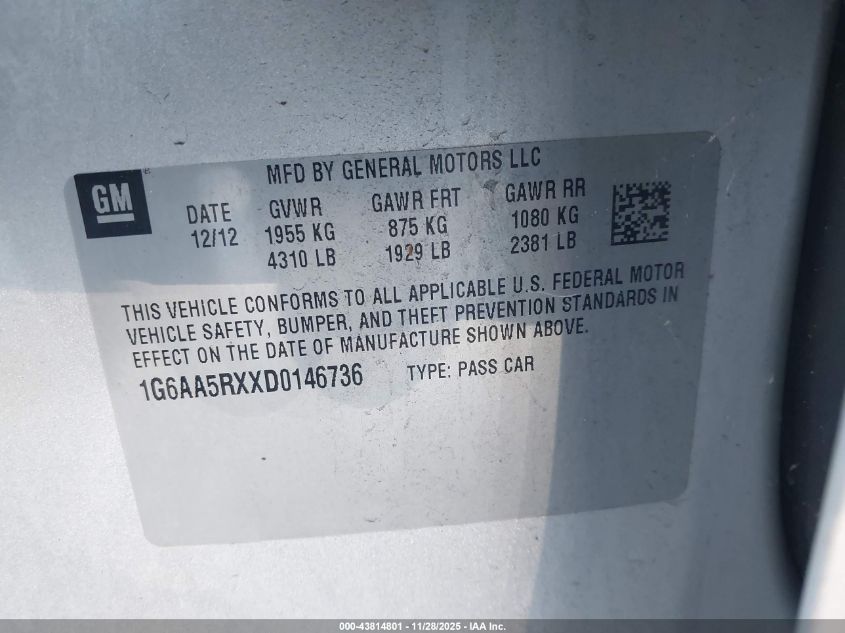 GM
MFD BY GENERAL MOTORS LLC
DATE GVWR GAWR FRT GAWR RR
12/12 1955 KG 875 KG 1080 KG
4310 LB 1929 LB 2381 LB
THIS VEHICLE CONFORMS TO ALL APPLICABLE U.S. FEDERAL MOTOR
VEHICLE SAFETY, BUMPER, AND THEFT PREVENTION STANDARDS IN
EFFECT ON THE DATE OF MANUFACTURE SHOWN ABOVE.
1G6AA5RXXD0146736 TYPE: PASS CAR
000-43814801 - 11/28/2025 - IAA Inc.